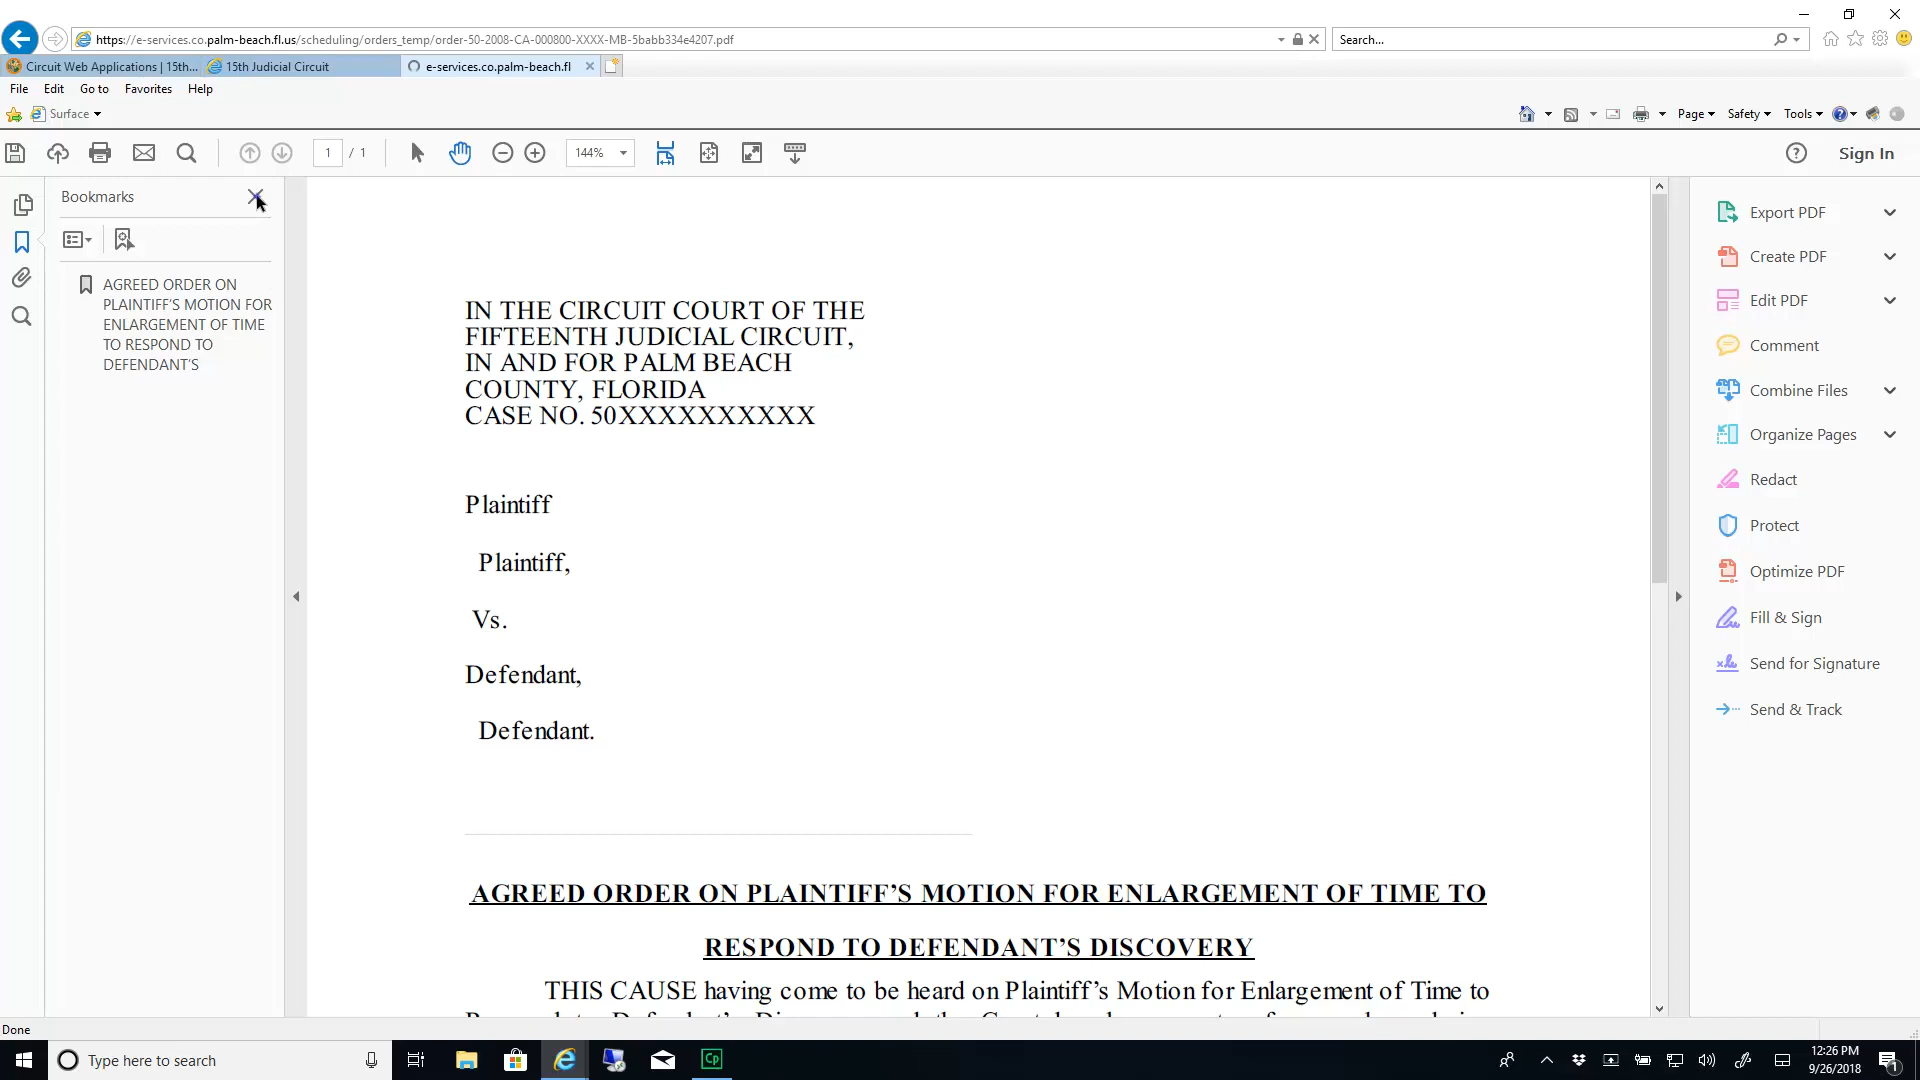 https://e-services.co.palm-beach.fl.us/scheduling/orders_temp/order-50-2008-CA-000800-XXXX-MB-5babb334e4207.pdf
Search...
Circuit Web Applications | 15th...
15th Judicial Circuit
e-services.co.palm-beach.fl
File Edit Go to Favorites Help
Surface
Page Safety Tools
1 / 1
144%
Sign In
Bookmarks
AGREED ORDER ON
PLAINTIFF'S MOTION FOR
ENLARGEMENT OF TIME
TO RESPOND TO
DEFENDANT'S
IN THE CIRCUIT COURT OF THE
FIFTEENTH JUDICIAL CIRCUIT,
IN AND FOR PALM BEACH
COUNTY, FLORIDA
CASE NO. 50XXXXXXXXXX
Plaintiff
Plaintiff,
Vs.
Defendant,
Defendant.
AGREED ORDER ON PLAINTIFF'S MOTION FOR ENLARGEMENT OF TIME TO
RESPOND TO DEFENDANT'S DISCOVERY
THIS CAUSE having come to be heard on Plaintiff's Motion for Enlargement of Time to
Export PDF
Create PDF
Edit PDF
Comment
Combine Files
Organize Pages
Redact
Protect
Optimize PDF
Fill & Sign
Send for Signature
Send & Track
Done
Type here to search
Cp
12:26 PM
9/26/2018
1